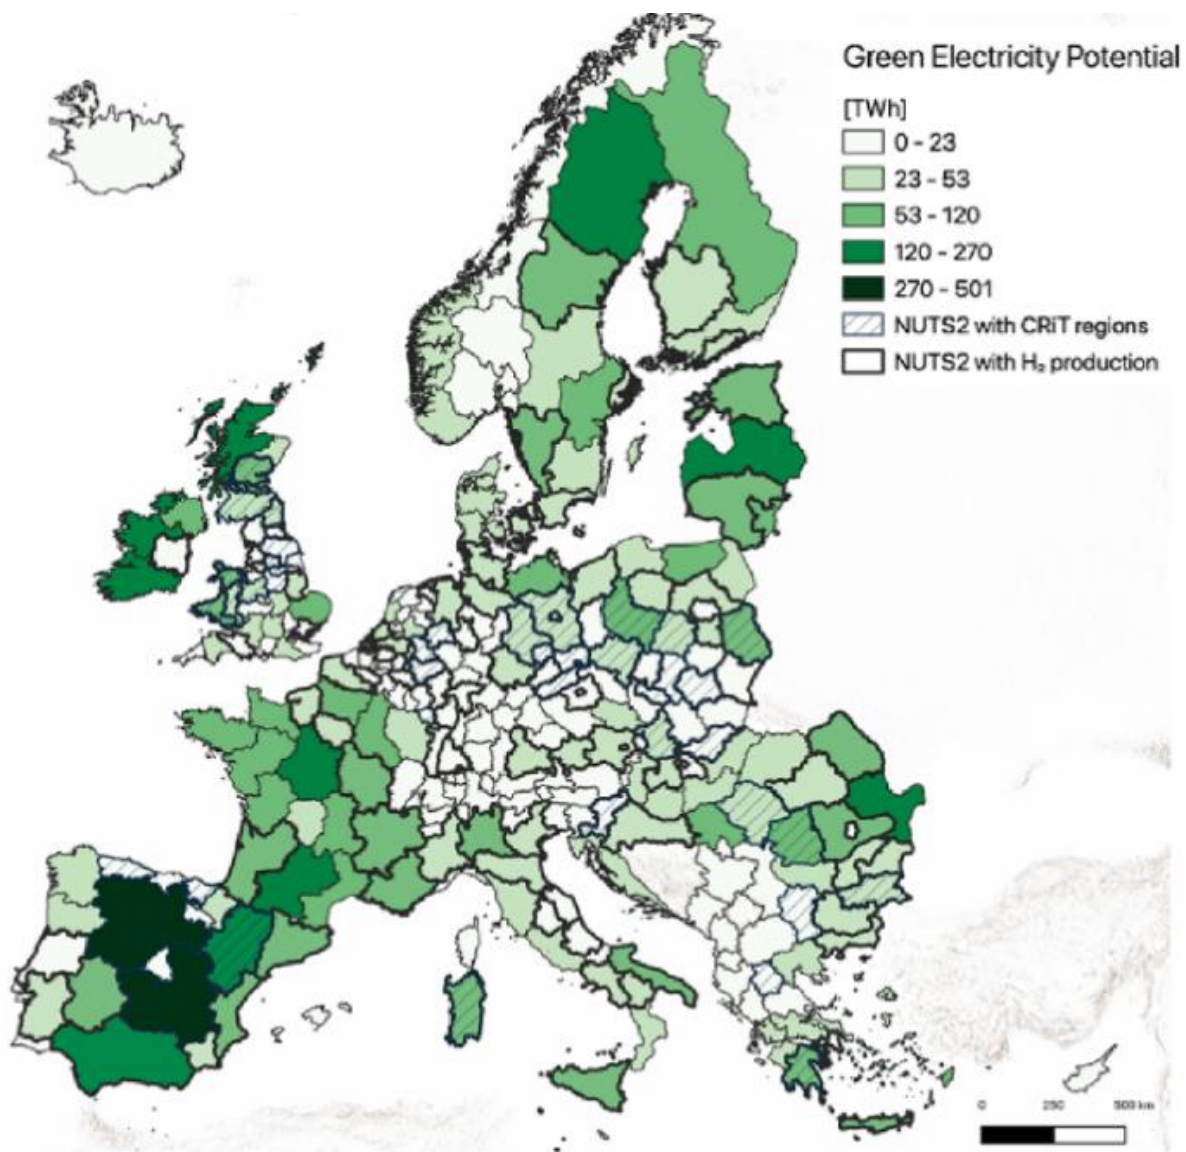 Green Electricity Potential
[TWh]
0 - 23
23 - 53
53 - 120
120 - 270
270 - 501
NUTS2 with CRiT regions
NUTS2 with H₂ production
0 250 500 km